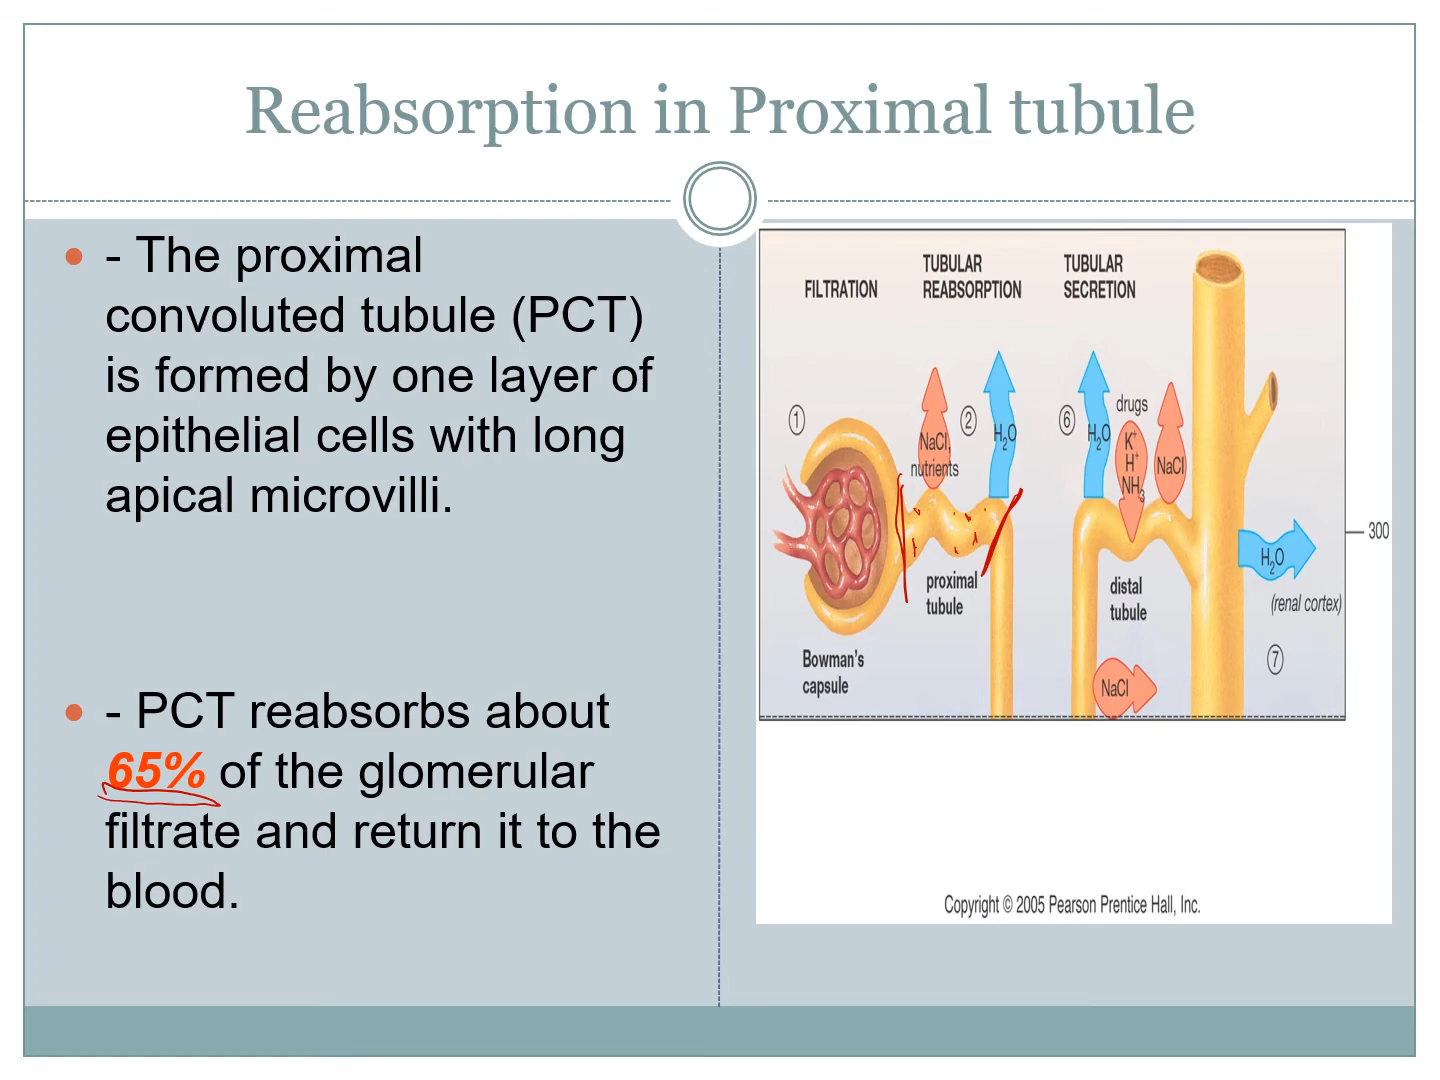 Reabsorption in Proximal tubule
- The proximal
convoluted tubule (PCT)
is formed by one layer of
epithelial cells with long
apical microvilli.
- PCT reabsorbs about
65% of the glomerular
filtrate and return it to the
blood.
FILTRATION
TUBULAR
REABSORPTION
TUBULAR
SECRETION
1
NaCl,
nutrients
2
H2O
6
H2O
drugs
K+
H+
NH3
NaCl
300
H2O
(renal cortex)
proximal
tubule
distal
tubule
Bowman's
capsule
NaCl
7
Copyright © 2005 Pearson Prentice Hall, Inc.